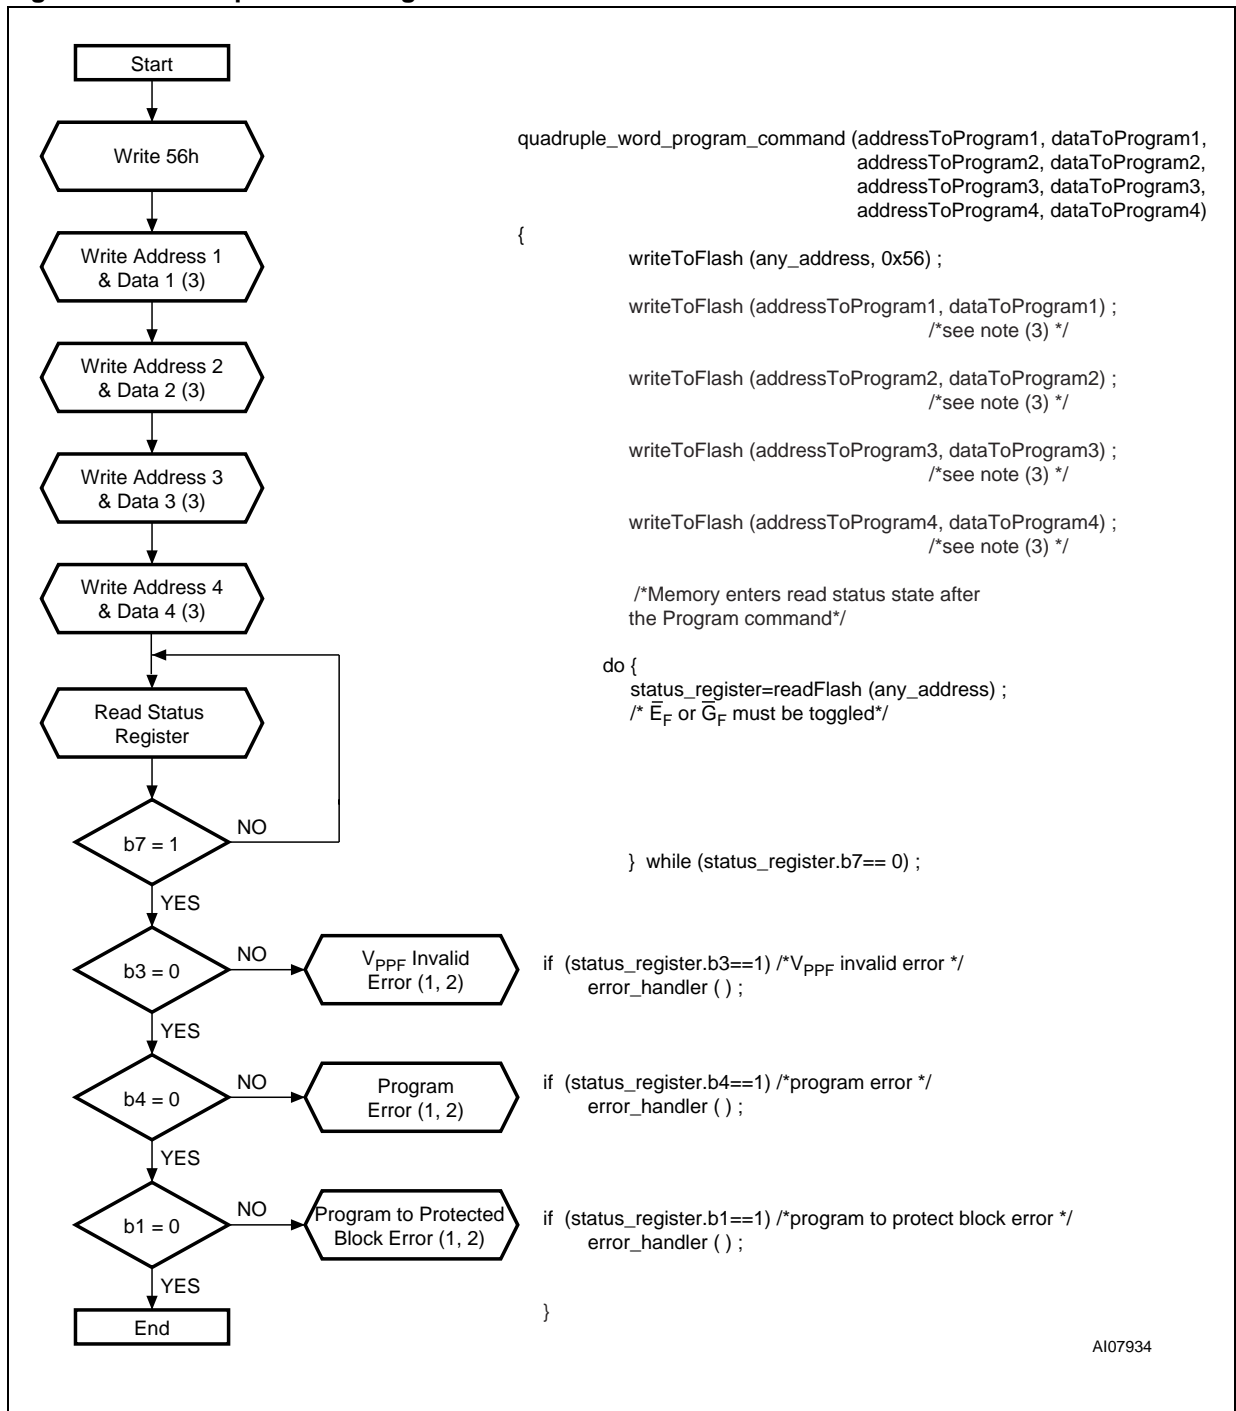 Start
Write 56h
Write Address 1
& Data 1 (3)
Write Address 2
& Data 2 (3)
Write Address 3
& Data 3 (3)
Write Address 4
& Data 4 (3)
Read Status
Register
b7 = 1
NO
YES
b3 = 0
NO
V_PPF Invalid
Error (1, 2)
YES
b4 = 0
NO
Program
Error (1, 2)
YES
b1 = 0
NO
Program to Protected
Block Error (1, 2)
YES
End
quadruple_word_program_command (addressToProgram1, dataToProgram1,
addressToProgram2, dataToProgram2,
addressToProgram3, dataToProgram3,
addressToProgram4, dataToProgram4)
{
writeToFlash (any_address, 0x56) ;
writeToFlash (addressToProgram1, dataToProgram1) ;
/*see note (3) */
writeToFlash (addressToProgram2, dataToProgram2) ;
/*see note (3) */
writeToFlash (addressToProgram3, dataToProgram3) ;
/*see note (3) */
writeToFlash (addressToProgram4, dataToProgram4) ;
/*see note (3) */
/*Memory enters read status state after
the Program command*/
do {
status_register=readFlash (any_address) ;
/* E̅_F or G̅_F must be toggled*/
} while (status_register.b7== 0) ;
if (status_register.b3==1) /*V_PPF invalid error */
error_handler ( ) ;
if (status_register.b4==1) /*program error */
error_handler ( ) ;
if (status_register.b1==1) /*program to protect block error */
error_handler ( ) ;
}
AI07934